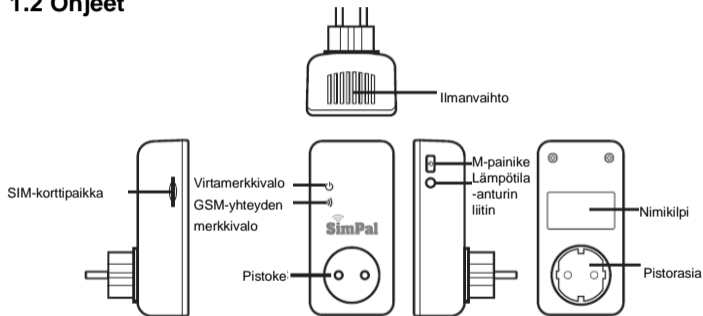 1.2 Ohjeet
Ilmanvaihto
SIM-korttipaikka
Virtamerkkivalo
GSM-yhteyden
merkkivalo
SimPal
Pistoke
M-painike
Lämpötila
-anturin
liitin
Nimikilpi
Pistorasia